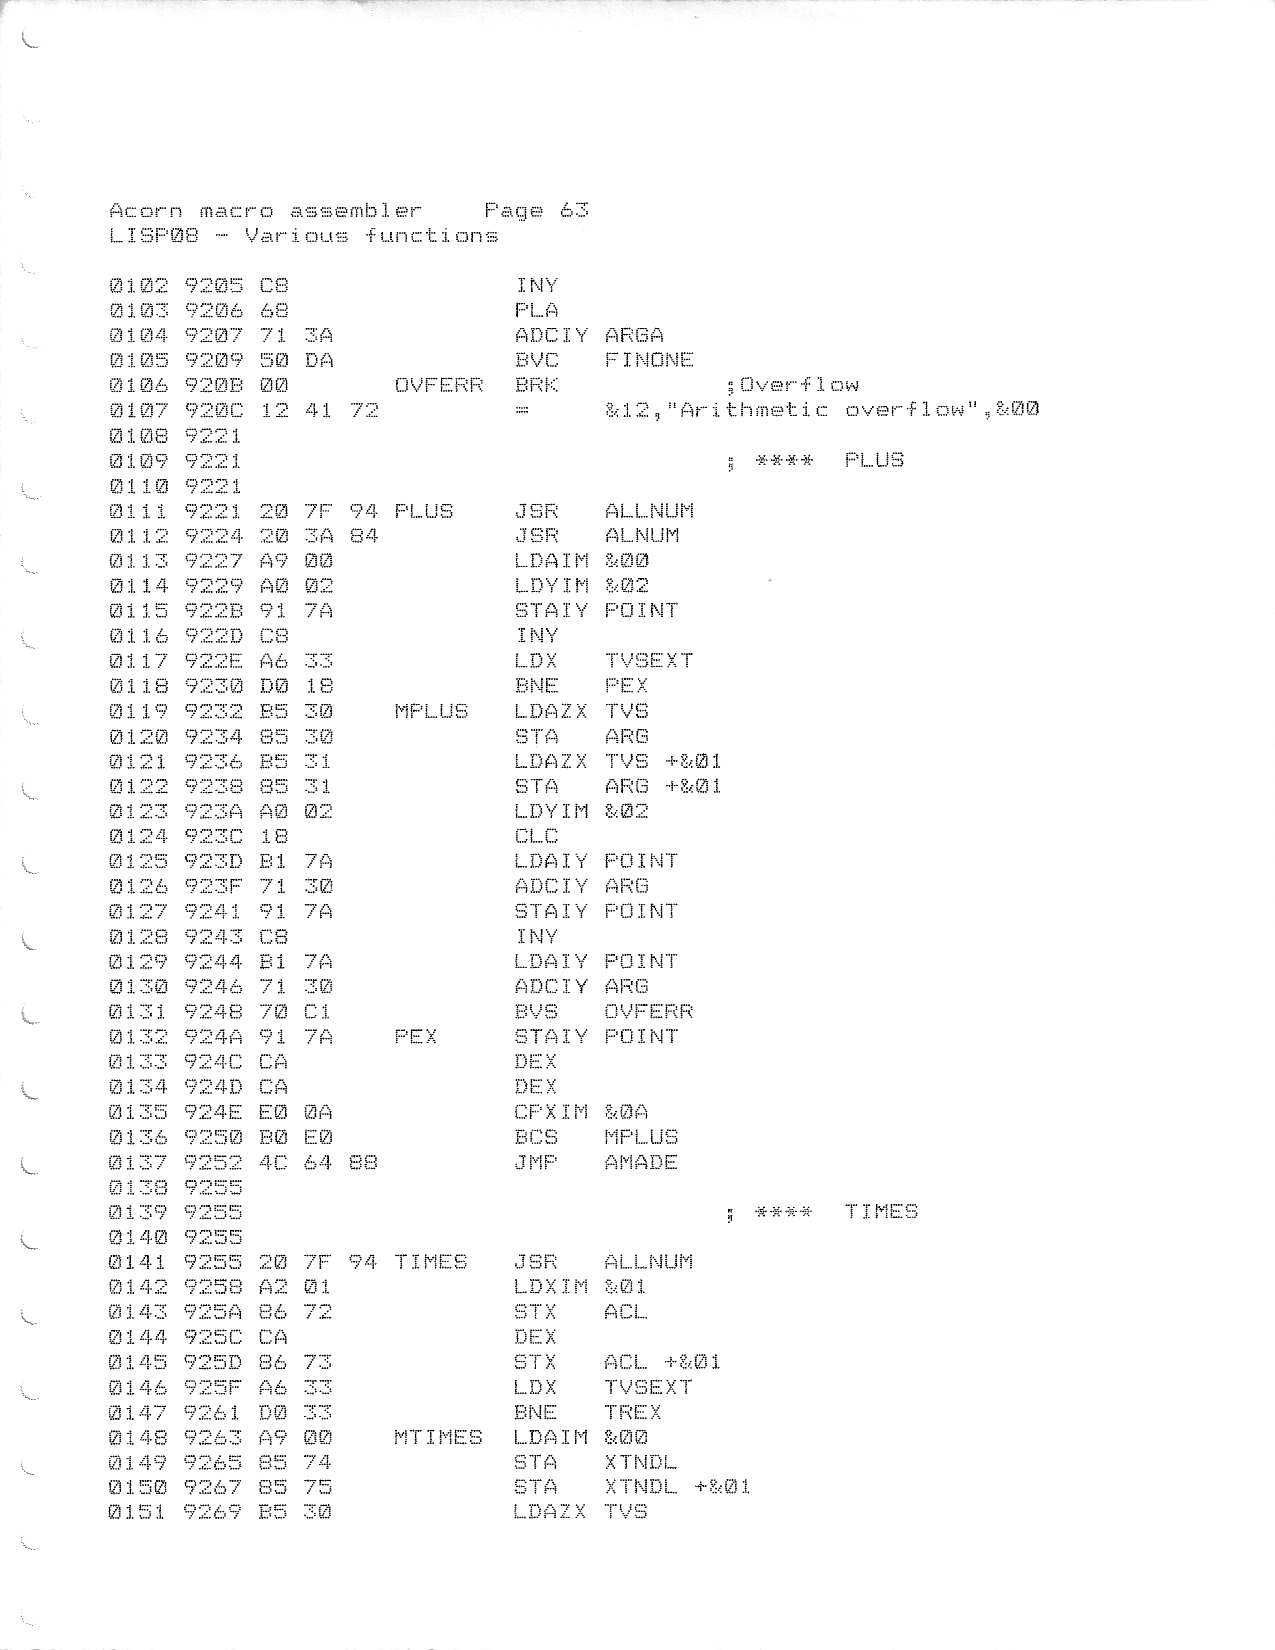 Acorn macro assembler    Page 63
LISP08 - Various functions
0102 9205 C8               INY
0103 9206 68               PLA
0104 9207 71 3A            ADCIY ARGA
0105 9209 50 DA            BVC   FINONE
0106 920B 00       OVFERR  BRK           ;Overflow
0107 920C 12 41 72         =     &12,"Arithmetic overflow",&00
0108 9221
0109 9221                                ; ****  PLUS
0110 9221
0111 9221 20 7F 94 PLUS    JSR   ALLNUM
0112 9224 20 3A 84         JSR   ALNUM
0113 9227 A9 00            LDAIM &00
0114 9229 A0 02            LDYIM &02
0115 922B 91 7A            STAIY POINT
0116 922D C8               INY
0117 922E A6 33            LDX   TVSEXT
0118 9230 D0 18            BNE   PEX
0119 9232 B5 30    MPLUS   LDAZX TVS
0120 9234 85 30            STA   ARG
0121 9236 B5 31            LDAZX TVS +&01
0122 9238 85 31            STA   ARG +&01
0123 923A A0 02            LDYIM &02
0124 923C 18               CLC
0125 923D B1 7A            LDAIY POINT
0126 923F 71 30            ADCIY ARG
0127 9241 91 7A            STAIY POINT
0128 9243 C8               INY
0129 9244 B1 7A            LDAIY POINT
0130 9246 71 30            ADCIY ARG
0131 9248 70 C1            BVS   OVFERR
0132 924A 91 7A    PEX     STAIY POINT
0133 924C CA               DEX
0134 924D CA               DEX
0135 924E E0 0A            CPXIM &0A
0136 9250 B0 E0            BCS   MPLUS
0137 9252 4C 64 88         JMP   AMADE
0138 9255
0139 9255                                ; ****  TIMES
0140 9255
0141 9255 20 7F 94 TIMES   JSR   ALLNUM
0142 9258 A2 01            LDXIM &01
0143 925A 86 72            STX   ACL
0144 925C CA               DEX
0145 925D 86 73            STX   ACL +&01
0146 925F A6 33            LDX   TVSEXT
0147 9261 D0 33            BNE   TREX
0148 9263 A9 00    MTIMES  LDAIM &00
0149 9265 85 74            STA   XTNDL
0150 9267 85 75            STA   XTNDL +&01
0151 9269 B5 30            LDAZX TVS